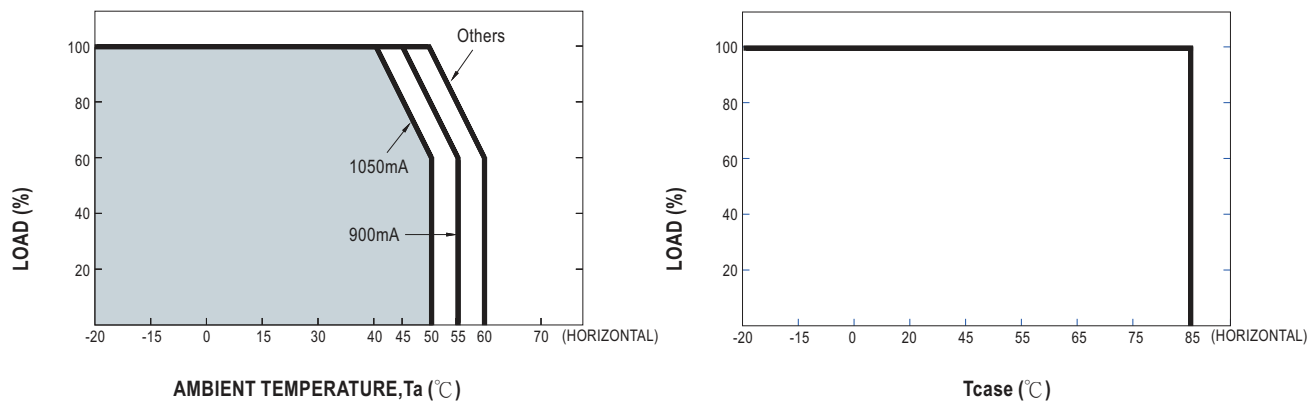 Others
100
80
60
40
20
1050mA
900mA
LOAD (%)
-20 -15 0 15 30 40 45 50 55 60 70 (HORIZONTAL)
AMBIENT TEMPERATURE,Ta (℃)
100
80
60
40
20
LOAD (%)
-20 -15 0 20 45 55 65 75 85 (HORIZONTAL)
Tcase (℃)